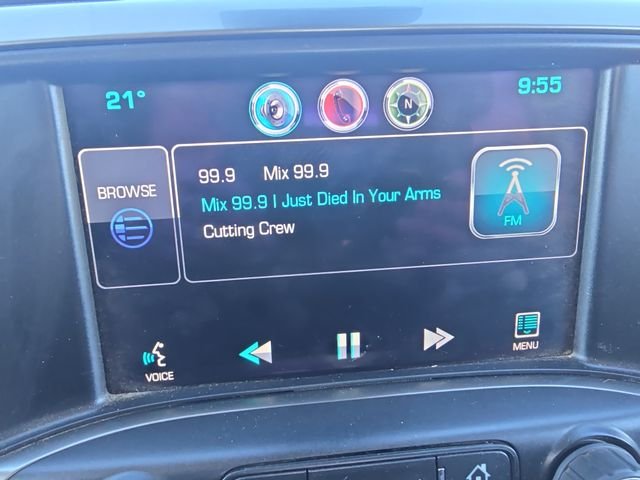 21°
N
9:55
BROWSE
99.9 Mix 99.9
Mix 99.9 I Just Died In Your Arms
Cutting Crew
FM
VOICE
MENU